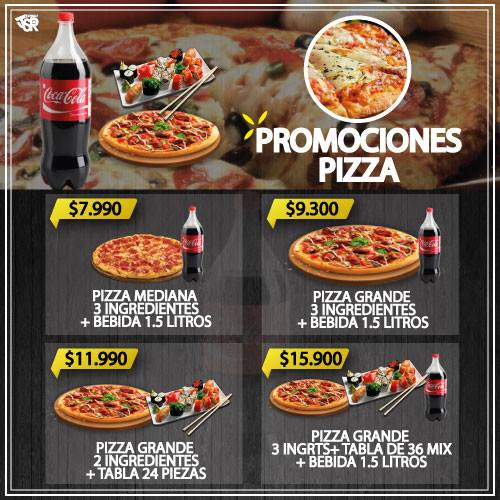 Coca-Cola
PROMOCIONES
PIZZA
$7.990
PIZZA MEDIANA
3 INGREDIENTES
+ BEBIDA 1.5 LITROS
$9.300
PIZZA GRANDE
3 INGREDIENTES
+ BEBIDA 1.5 LITROS
$11.990
PIZZA GRANDE
2 INGREDIENTES
+ TABLA 24 PIEZAS
$15.900
PIZZA GRANDE
3 INGRTS+ TABLA DE 36 MIX
+ BEBIDA 1.5 LITROS